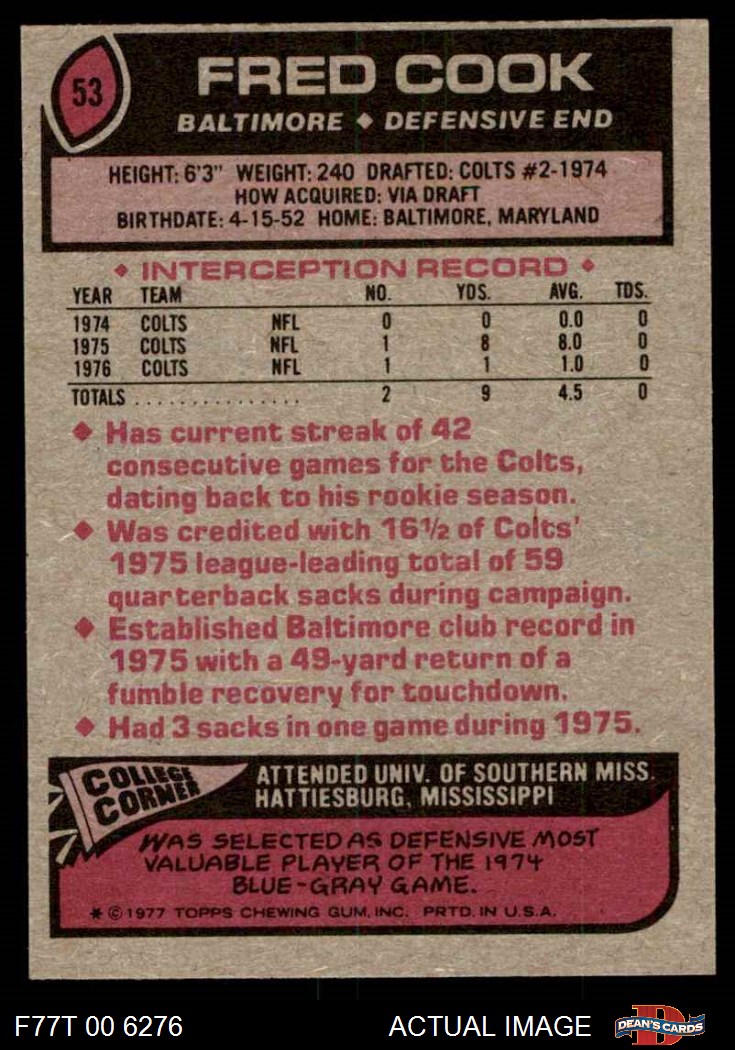 53
FRED COOK
BALTIMORE ♦ DEFENSIVE END
HEIGHT: 6'3" WEIGHT: 240 DRAFTED: COLTS #2-1974
HOW ACQUIRED: VIA DRAFT
BIRTHDATE: 4-15-52 HOME: BALTIMORE, MARYLAND
♦ INTERCEPTION RECORD ♦
YEAR TEAM NO. YDS. AVG. TDS.
1974 COLTS NFL 0 0 0.0 0
1975 COLTS NFL 1 8 8.0 0
1976 COLTS NFL 1 1 1.0 0
TOTALS ............... 2 9 4.5 0
♦ Has current streak of 42
consecutive games for the Colts,
dating back to his rookie season.
♦ Was credited with 16½ of Colts'
1975 league-leading total of 59
quarterback sacks during campaign.
♦ Established Baltimore club record in
1975 with a 49-yard return of a
fumble recovery for touchdown.
♦ Had 3 sacks in one game during 1975.
COLLEGE
CORNER
ATTENDED UNIV. OF SOUTHERN MISS.
HATTIESBURG, MISSISSIPPI
WAS SELECTED AS DEFENSIVE MOST
VALUABLE PLAYER OF THE 1974
BLUE-GRAY GAME.
* © 1977 TOPPS CHEWING GUM, INC. PRTD. IN U.S.A.
F77T 00 6276
ACTUAL IMAGE
D
DEAN'S CARDS